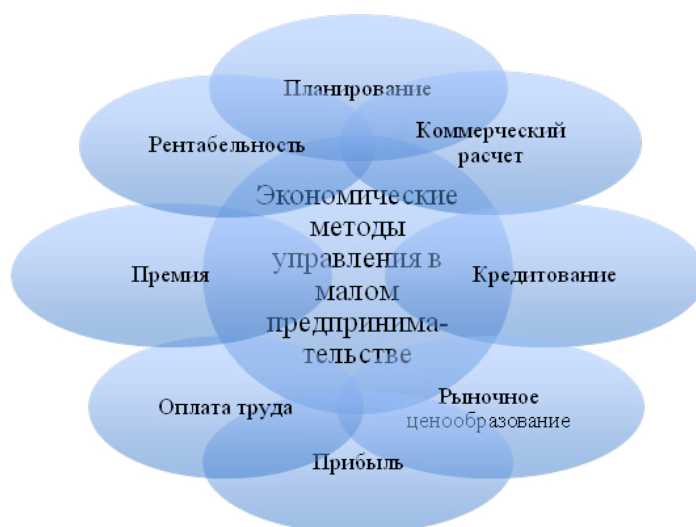 Планирование
Коммерческий
расчет
Рентабельность
Экономические
методы
управления в
малом
предпринима-
тельстве
Премия
Кредитование
Оплата труда
Рыночное
ценообразование
Прибыль